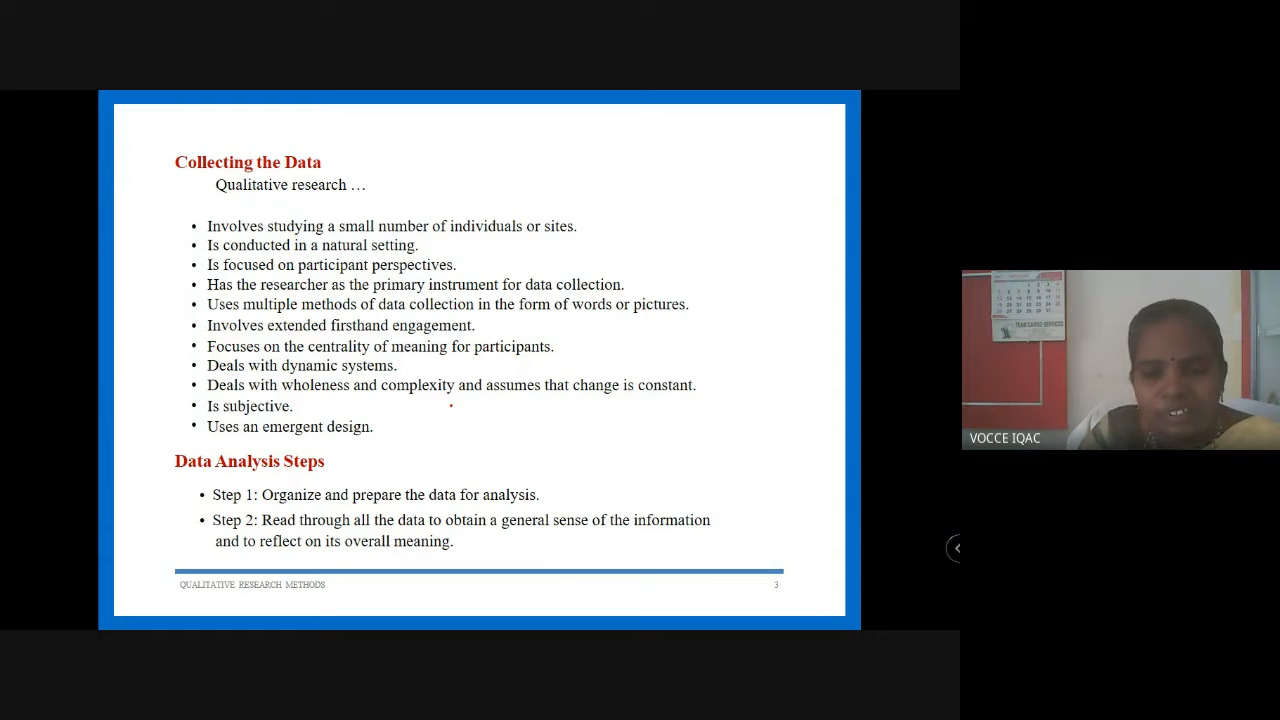 Collecting the Data
Qualitative research …
• Involves studying a small number of individuals or sites.
• Is conducted in a natural setting.
• Is focused on participant perspectives.
• Has the researcher as the primary instrument for data collection.
• Uses multiple methods of data collection in the form of words or pictures.
• Involves extended firsthand engagement.
• Focuses on the centrality of meaning for participants.
• Deals with dynamic systems.
• Deals with wholeness and complexity and assumes that change is constant.
• Is subjective.
• Uses an emergent design.
Data Analysis Steps
• Step 1: Organize and prepare the data for analysis.
• Step 2: Read through all the data to obtain a general sense of the information
and to reflect on its overall meaning.
QUALITATIVE RESEARCH METHODS 3
TEAM CARGO SERVICES
VOCCE IQAC